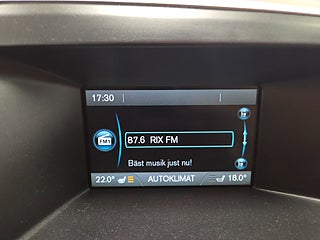 17:30
FM1
87.6 RIX FM
Bäst musik just nu!
22.0° AUTOKLIMAT 18.0°